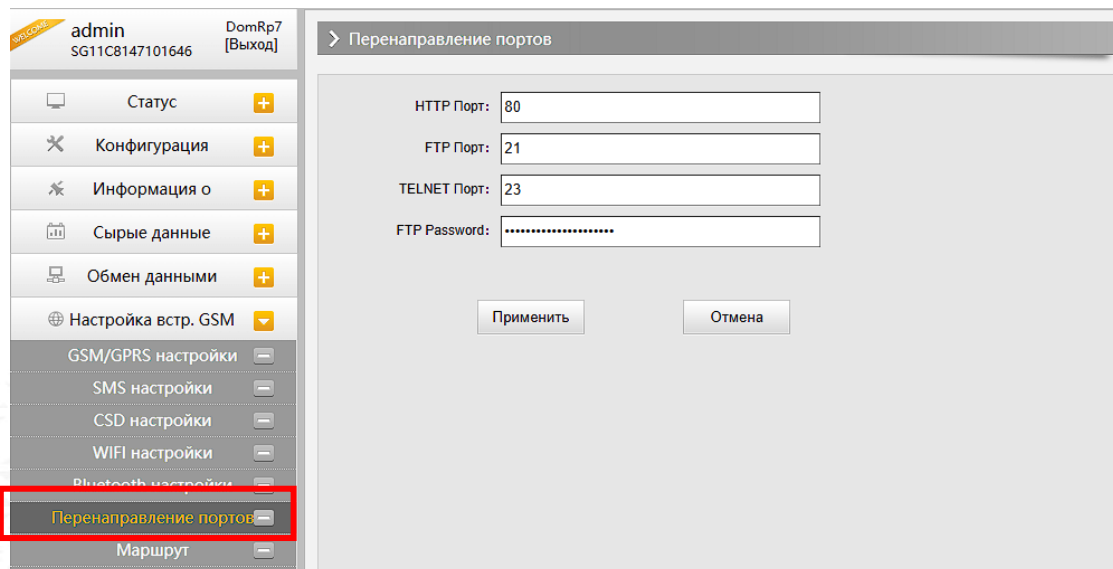 WELCOME
admin
DomRp7
SG11C8147101646
[Выход]
Статус
Конфигурация
Информация о
Сырые данные
Обмен данными
Настройка встр. GSM
GSM/GPRS настройки
SMS настройки
CSD настройки
WIFI настройки
Bluetooth настройки
Перенаправление портов
Маршрут
Перенаправление портов
HTTP Порт: 80
FTP Порт: 21
TELNET Порт: 23
FTP Password: •••••••••••••••••••••
Применить
Отмена